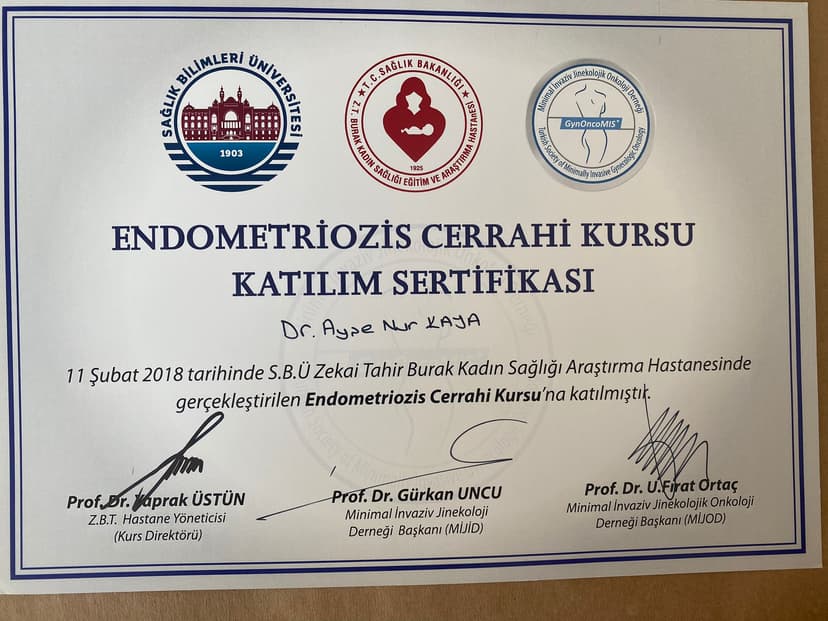 SAĞLIK BİLİMLERİ ÜNİVERSİTESİ
1903
★ T.C. SAĞLIK BAKANLIĞI ★
Z.T. BURAK KADIN SAĞLIĞI EĞİTİM VE ARAŞTIRMA HASTANESİ
1925
Minimal İnvaziv Jinekolojik Onkoloji Derneği
GynOncoMIS
Turkish Society of Minimally Invasive Gynecologic Oncology
ENDOMETRİOZİS CERRAHİ KURSU
KATILIM SERTİFİKASI
Dr. Ayşe Nur KAYA
11 Şubat 2018 tarihinde S.B.Ü Zekai Tahir Burak Kadın Sağlığı Araştırma Hastanesinde
gerçekleştirilen Endometriozis Cerrahi Kursu'na katılmıştır.
Prof. Dr. Yaprak ÜSTÜN
Z.B.T. Hastane Yöneticisi
(Kurs Direktörü)
Prof. Dr. Gürkan UNCU
Minimal İnvaziv Jinekoloji
Derneği Başkanı (MİJİD)
Prof. Dr. U.Fırat Ortaç
Minimal İnvaziv Jinekolojik Onkoloji
Derneği Başkanı (MİJOD)